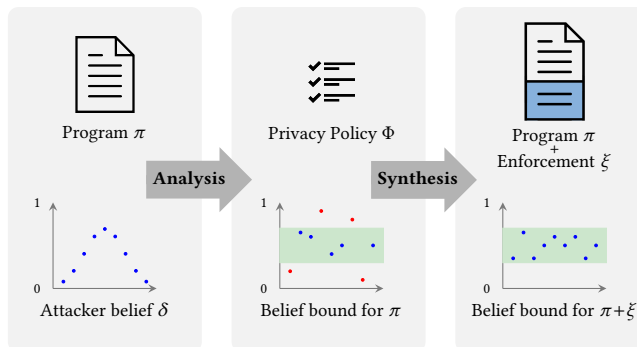 Program π
Privacy Policy Φ
Program π
+
Enforcement ξ
Analysis
Synthesis
1
0
Attacker belief δ
1
0
Belief bound for π
1
0
Belief bound for π+ξ